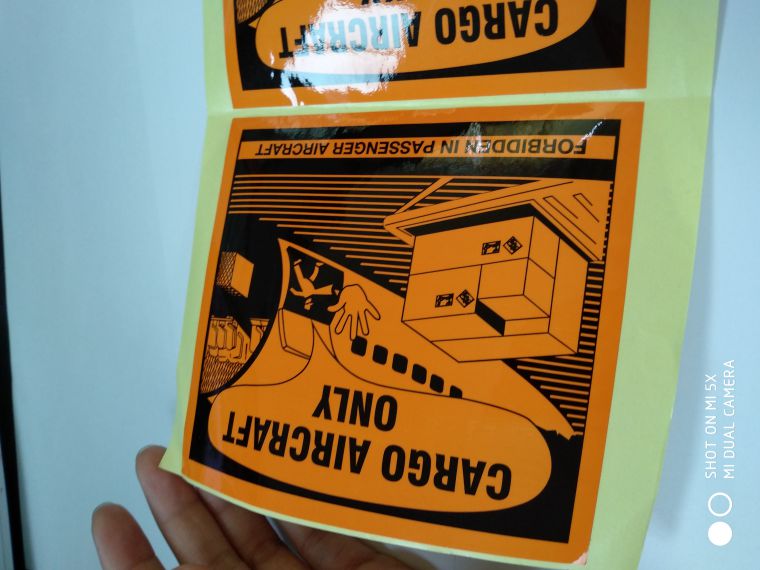 CARGO AIRCRAFT
ONLY
FORBIDDEN IN PASSENGER AIRCRAFT
CARGO AIRCRAFT
SHOT ON MI 5X
MI DUAL CAMERA